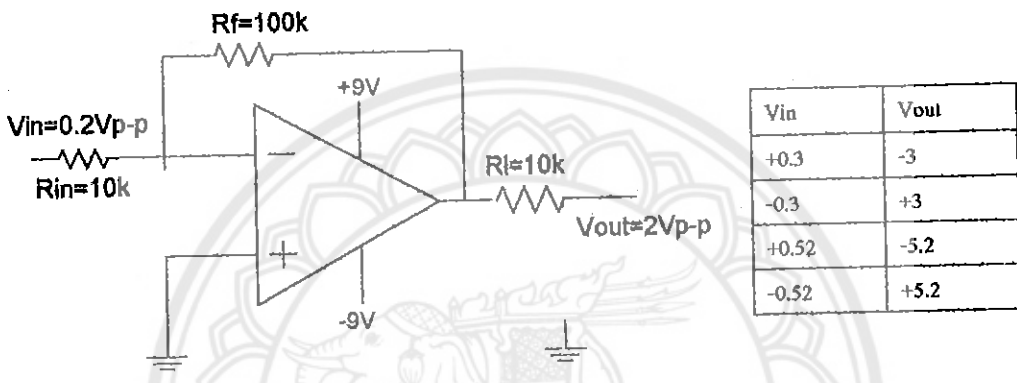 Rf=100k
+9V
Vin=0.2Vp-p
Rin=10k
−
+
-9V
Rl=10k
Vout=2Vp-p
Vin Vout
+0.3 -3
-0.3 +3
+0.52 -5.2
-0.52 +5.2